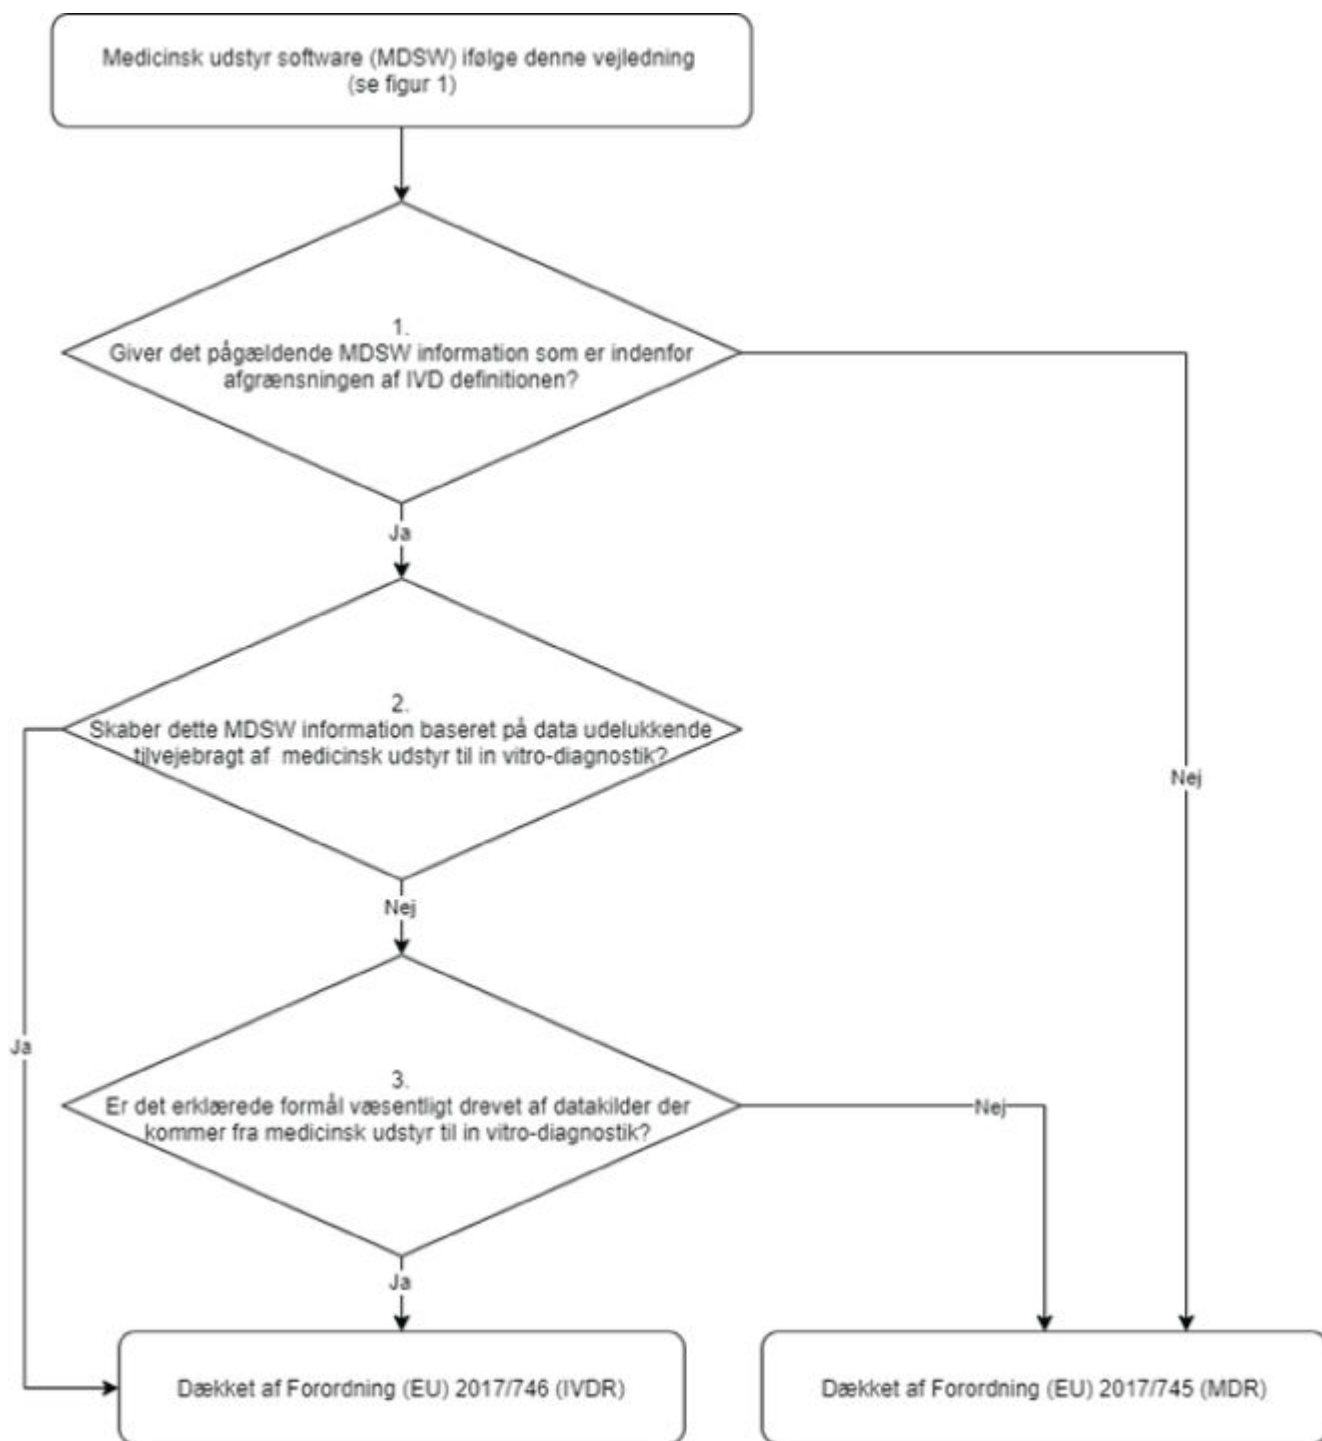 Medicinsk udstyr software (MDSW) ifølge denne vejledning
(se figur 1)
1.
Giver det pågældende MDSW information som er indenfor
afgrænsningen af IVD definitionen?
Ja
2.
Skaber dette MDSW information baseret på data udelukkende
tilvejebragt af medicinsk udstyr til in vitro-diagnostik?
Nej
Nej
Ja
3.
Er det erklærede formål væsentligt drevet af datakilder der
kommer fra medicinsk udstyr til in vitro-diagnostik?
Nej
Ja
Dækket af Forordning (EU) 2017/746 (IVDR)
Dækket af Forordning (EU) 2017/745 (MDR)